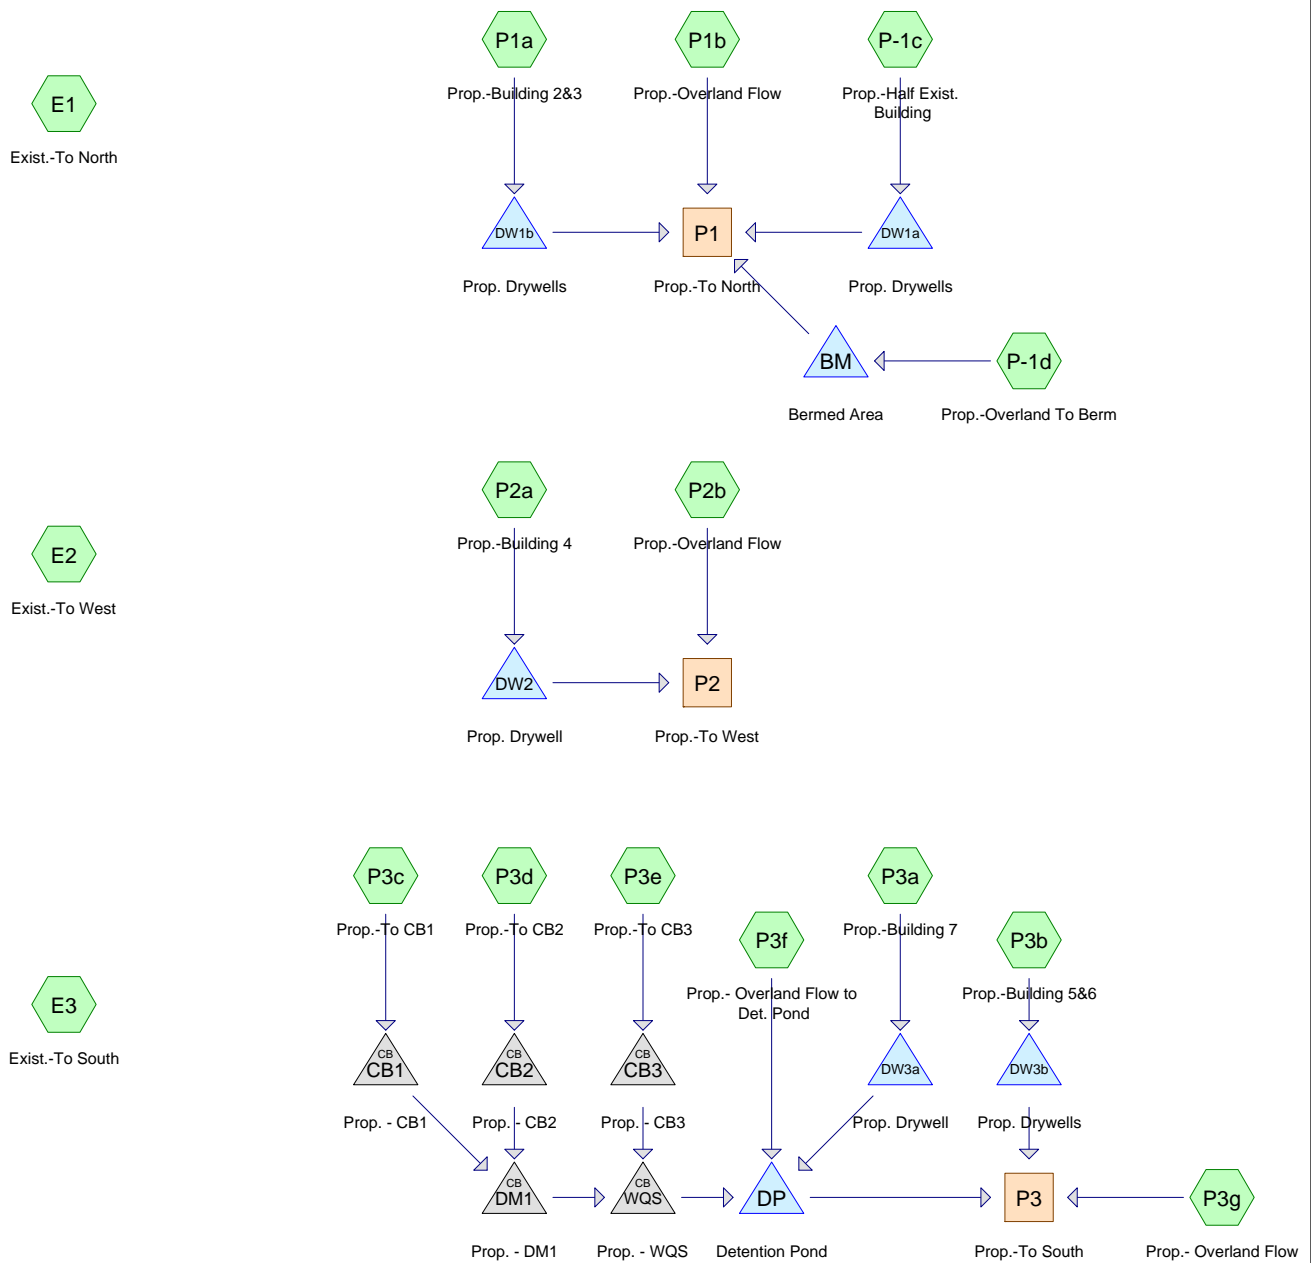 P1a
P1b
P-1c
Prop.-Building 2&3
Prop.-Overland Flow
Prop.-Half Exist.
Building
E1
Exist.-To North
DW1b
P1
DW1a
Prop. Drywells
Prop.-To North
Prop. Drywells
BM
P-1d
Bermed Area
Prop.-Overland To Berm
P2a
P2b
Prop.-Building 4
Prop.-Overland Flow
E2
Exist.-To West
DW2
P2
Prop. Drywell
Prop.-To West
P3c
P3d
P3e
P3a
Prop.-To CB1
Prop.-To CB2
Prop.-To CB3
Prop.-Building 7
P3f
P3b
Prop.- Overland Flow to
Det. Pond
Prop.-Building 5&6
E3
Exist.-To South
CB
CB1
CB
CB2
CB
CB3
DW3a
DW3b
Prop. - CB1
Prop. - CB2
Prop. - CB3
Prop. Drywell
Prop. Drywells
CB
DM1
CB
WQS
DP
P3
P3g
Prop. - DM1
Prop. - WQS
Detention Pond
Prop.-To South
Prop.- Overland Flow